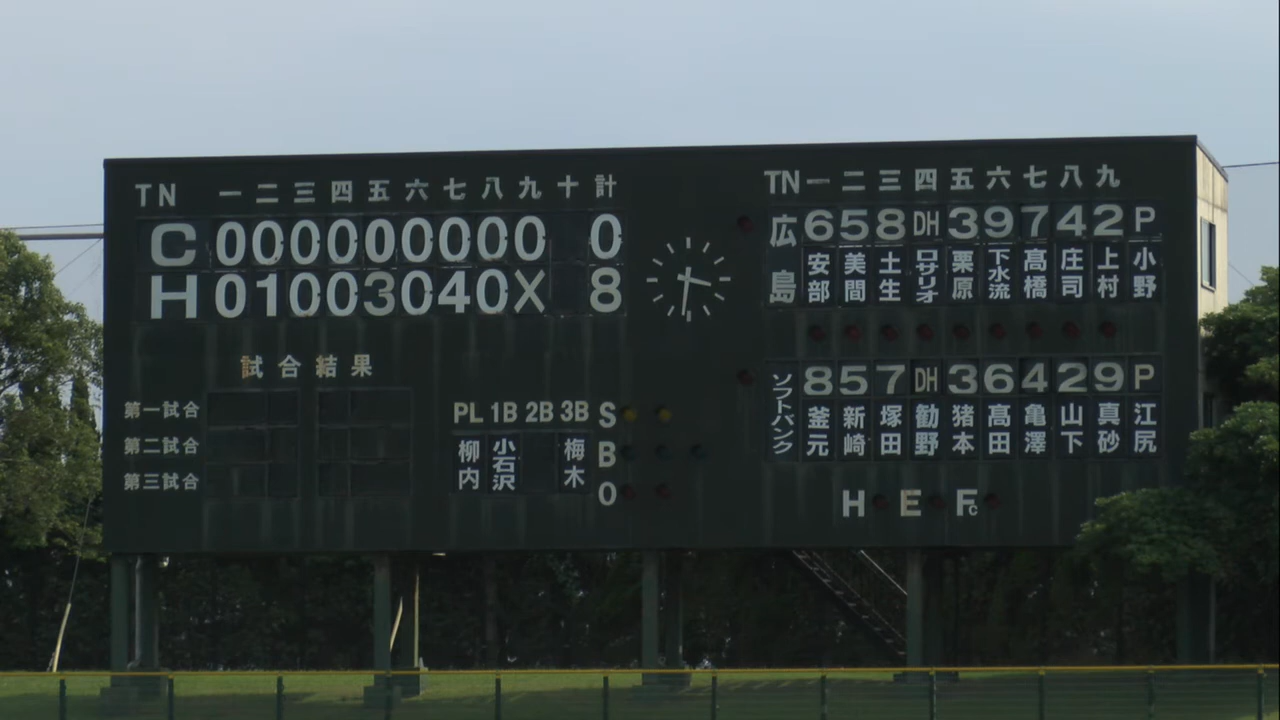 TN 一 二 三 四 五 六 七 八 九 十 計
C 0 0 0 0 0 0 0 0 0 0
H 0 1 0 0 3 0 4 0 X 8
試合結果
第一試合
第二試合
第三試合
PL 1B 2B 3B
柳内 小石沢 梅木
S
B
O
TN 一 二 三 四 五 六 七 八 九
広島 6 5 8 DH 3 9 7 4 2 P
安部 美間 土生 ロサリオ 栗原 下水流 髙橋 庄司 上村 小野
ソフトバンク 8 5 7 DH 3 6 4 2 9 P
釜元 新崎 塚田 勧野 猪本 髙田 亀澤 山下 真砂 江尻
H E Fc